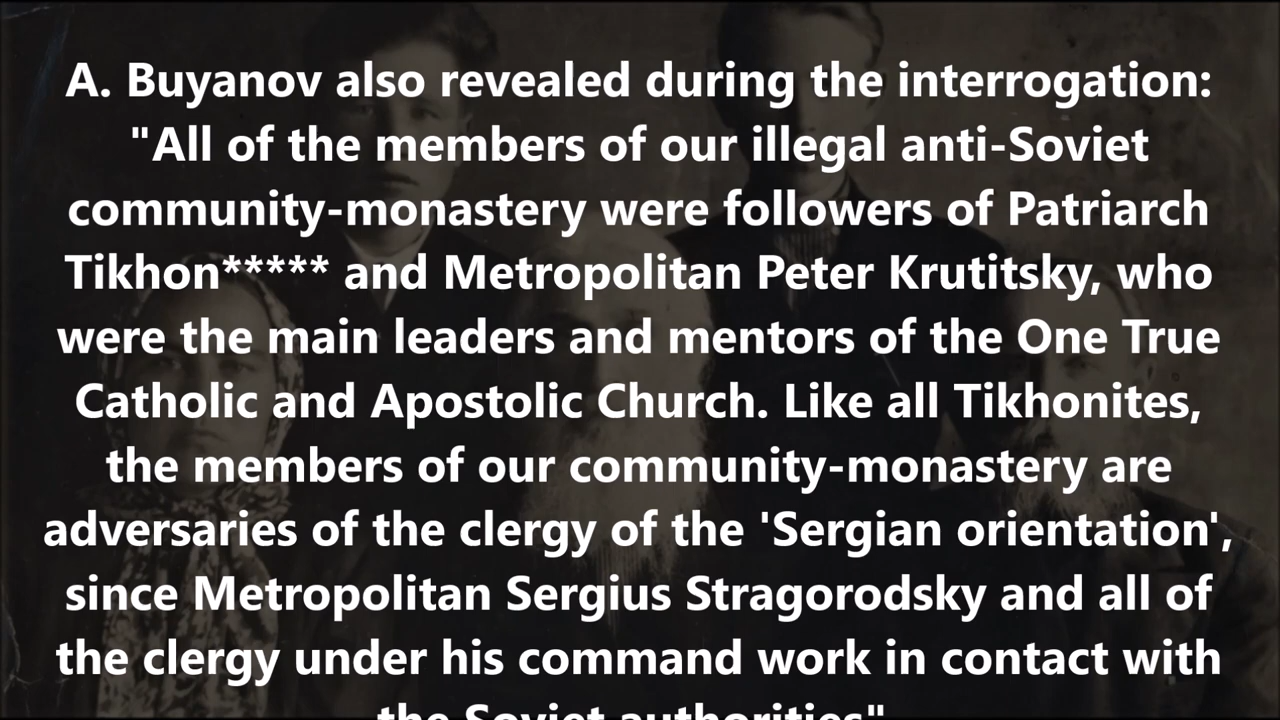 A. Buyanov also revealed during the interrogation:
"All of the members of our illegal anti-Soviet
community-monastery were followers of Patriarch
Tikhon***** and Metropolitan Peter Krutitsky, who
were the main leaders and mentors of the One True
Catholic and Apostolic Church. Like all Tikhonites,
the members of our community-monastery are
adversaries of the clergy of the 'Sergian orientation',
since Metropolitan Sergius Stragorodsky and all of
the clergy under his command work in contact with
the Soviet authorities"